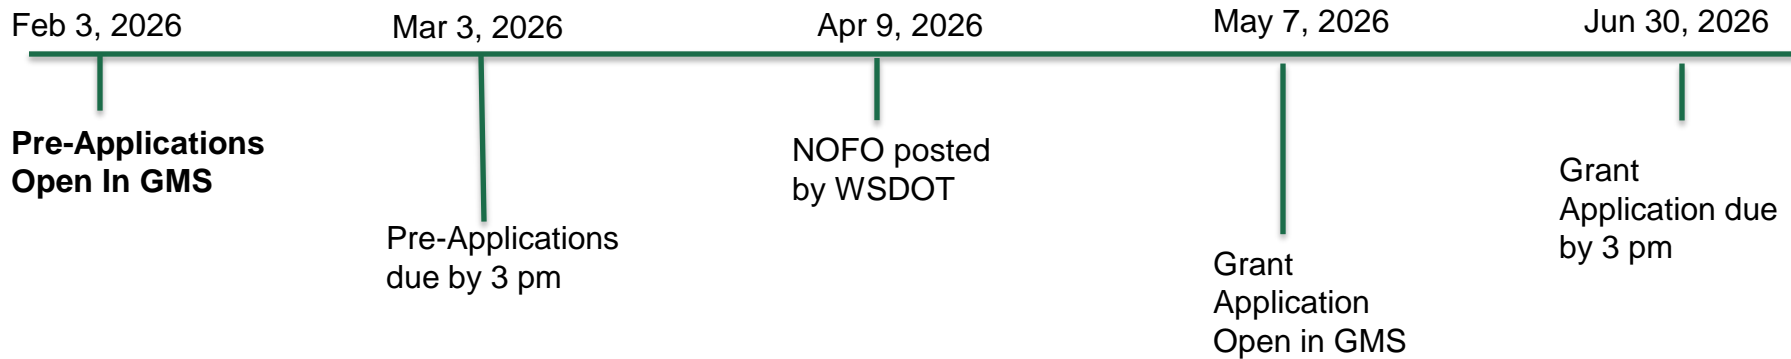 Feb 3, 2026
Mar 3, 2026
Apr 9, 2026
May 7, 2026
Jun 30, 2026
Pre-Applications
Open In GMS
Pre-Applications
due by 3 pm
NOFO posted
by WSDOT
Grant
Application
Open in GMS
Grant
Application due
by 3 pm